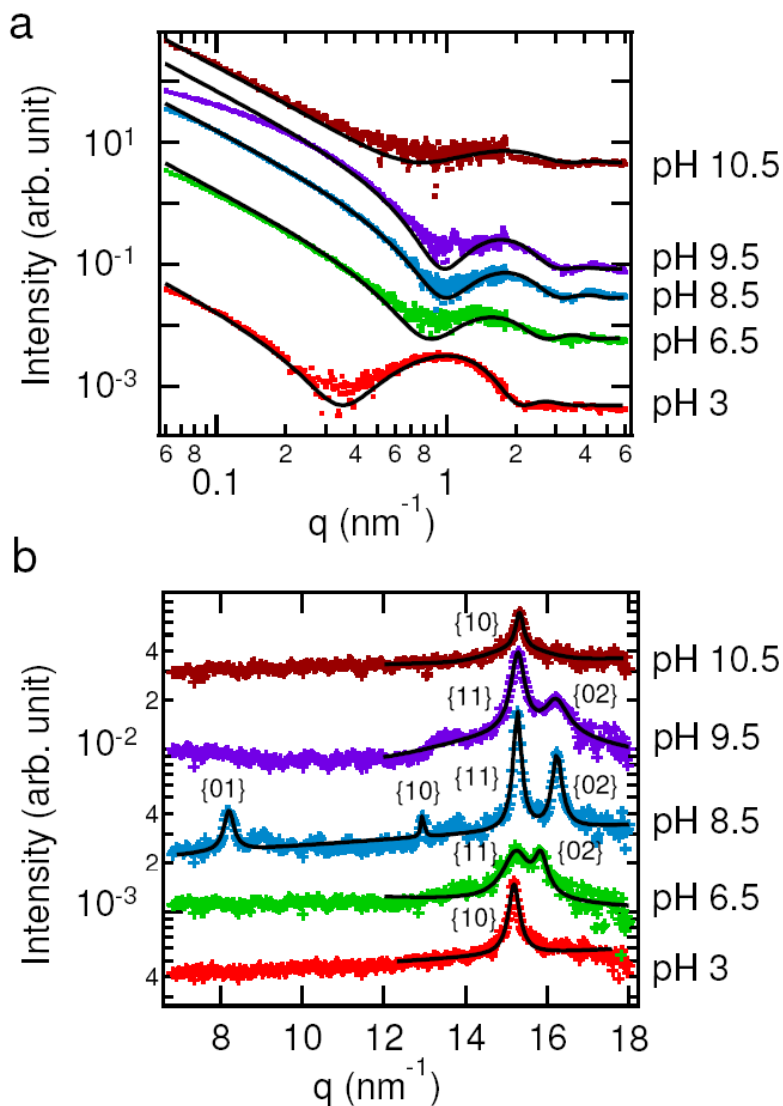 a
Intensity (arb. unit)
10¹
10⁻¹
10⁻³
pH 10.5
pH 9.5
pH 8.5
pH 6.5
pH 3
6 8 2 4 6 8 2 4 6
0.1 1
q (nm⁻¹)
b
Intensity (arb. unit)
4
2
10⁻²
4
2
10⁻³
4
{10}
{11} {02}
{01} {10} {11} {02}
{11} {02}
{10}
pH 10.5
pH 9.5
pH 8.5
pH 6.5
pH 3
8 10 12 14 16 18
q (nm⁻¹)